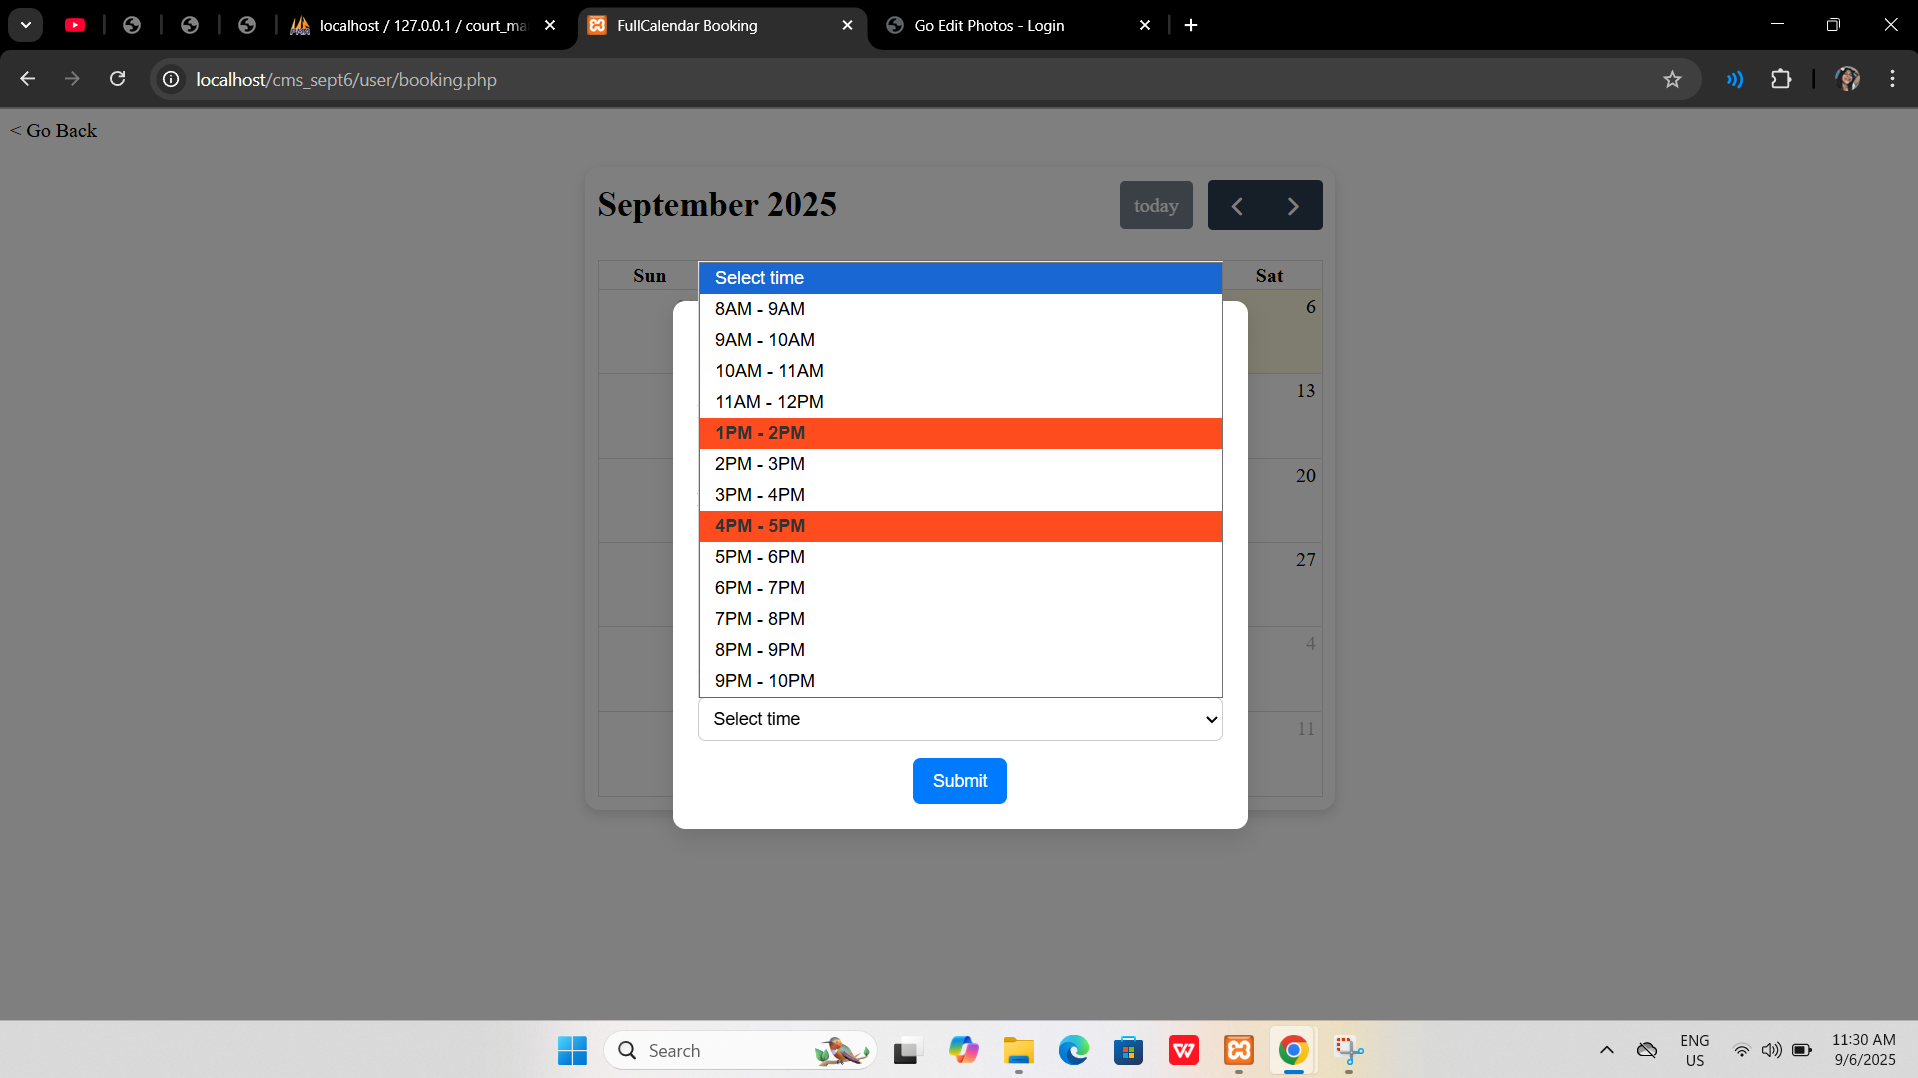 localhost / 127.0.0.1 / court_ma
FullCalendar Booking
Go Edit Photos - Login
localhost/cms_sept6/user/booking.php
< Go Back
September 2025
today
Sun
Sat
Select time
8AM - 9AM
9AM - 10AM
10AM - 11AM
11AM - 12PM
1PM - 2PM
2PM - 3PM
3PM - 4PM
4PM - 5PM
5PM - 6PM
6PM - 7PM
7PM - 8PM
8PM - 9PM
9PM - 10PM
6
13
20
27
4
11
Select time
Submit
Search
ENG
US
11:30 AM
9/6/2025